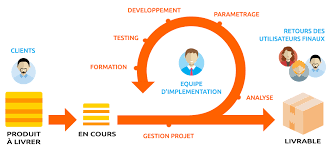 DEVELOPPEMENT
PARAMETRAGE
RETOURS DES
UTILISATEURS FINAUX
CLIENTS
TESTING
FORMATION
EQUIPE
D'IMPLEMENTATION
ANALYSE
GESTION PROJET
PRODUIT
À LIVRER
EN COURS
LIVRABLE